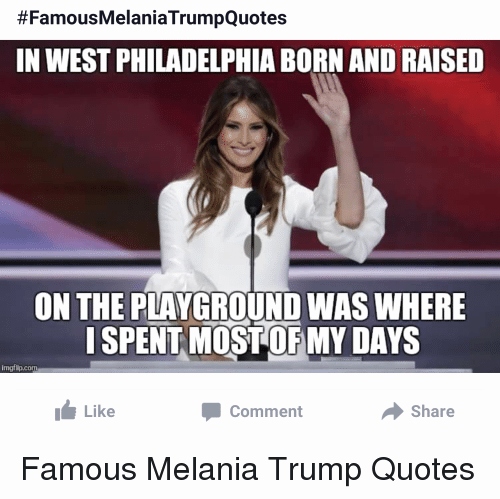 #FamousMelaniaTrumpQuotes
IN WEST PHILADELPHIA BORN AND RAISED
ON THE PLAYGROUND WAS WHERE
I SPENT MOST OF MY DAYS
imgflip.com
Like Comment Share
Famous Melania Trump Quotes